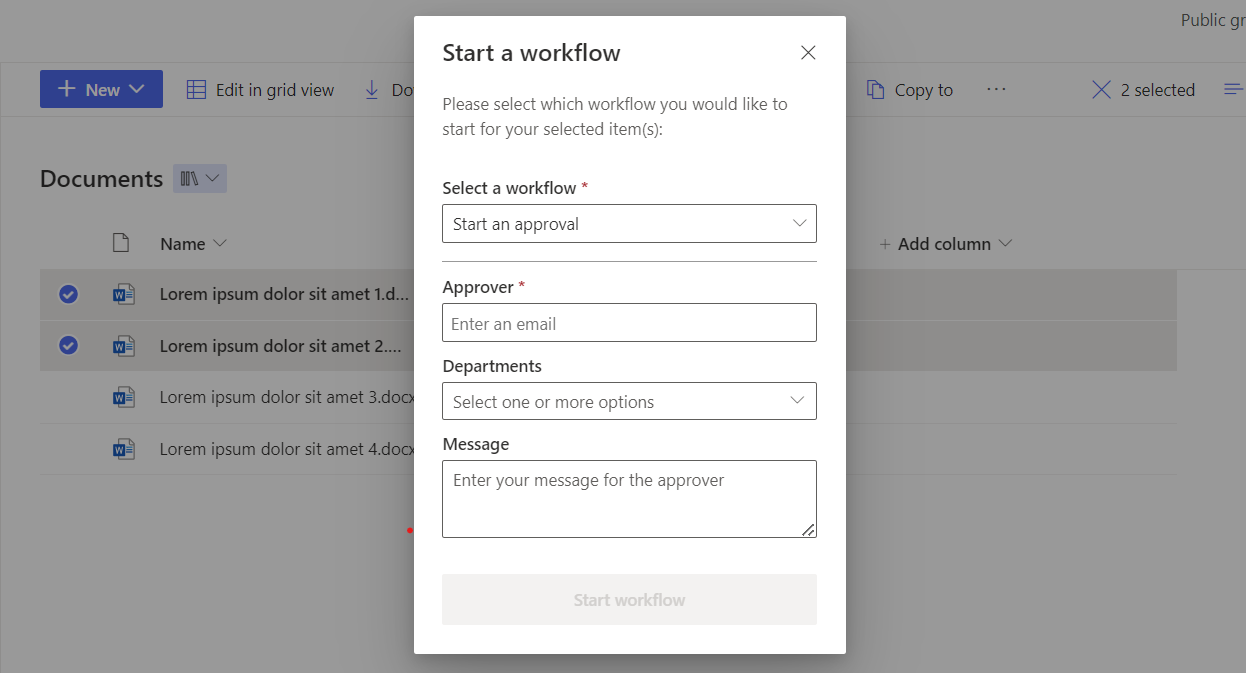 Public gr
New
Edit in grid view
Do
Copy to
2 selected
Documents
Name
Add column
Lorem ipsum dolor sit amet 1.d...
Lorem ipsum dolor sit amet 2....
Lorem ipsum dolor sit amet 3.docx
Lorem ipsum dolor sit amet 4.docx
Start a workflow
Please select which workflow you would like to
start for your selected item(s):
Select a workflow *
Start an approval
Approver *
Enter an email
Departments
Select one or more options
Message
Enter your message for the approver
Start workflow